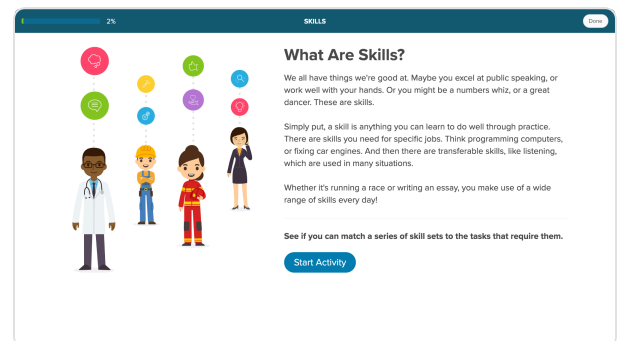 2%
SKILLS
Done
What Are Skills?
We all have things we're good at. Maybe you excel at public speaking, or
work well with your hands. Or you might be a numbers whiz, or a great
dancer. These are skills.
Simply put, a skill is anything you can learn to do well through practice.
There are skills you need for specific jobs. Think programming computers,
or fixing car engines. And then there are transferable skills, like listening,
which are used in many situations.
Whether it's running a race or writing an essay, you make use of a wide
range of skills every day!
See if you can match a series of skill sets to the tasks that require them.
Start Activity